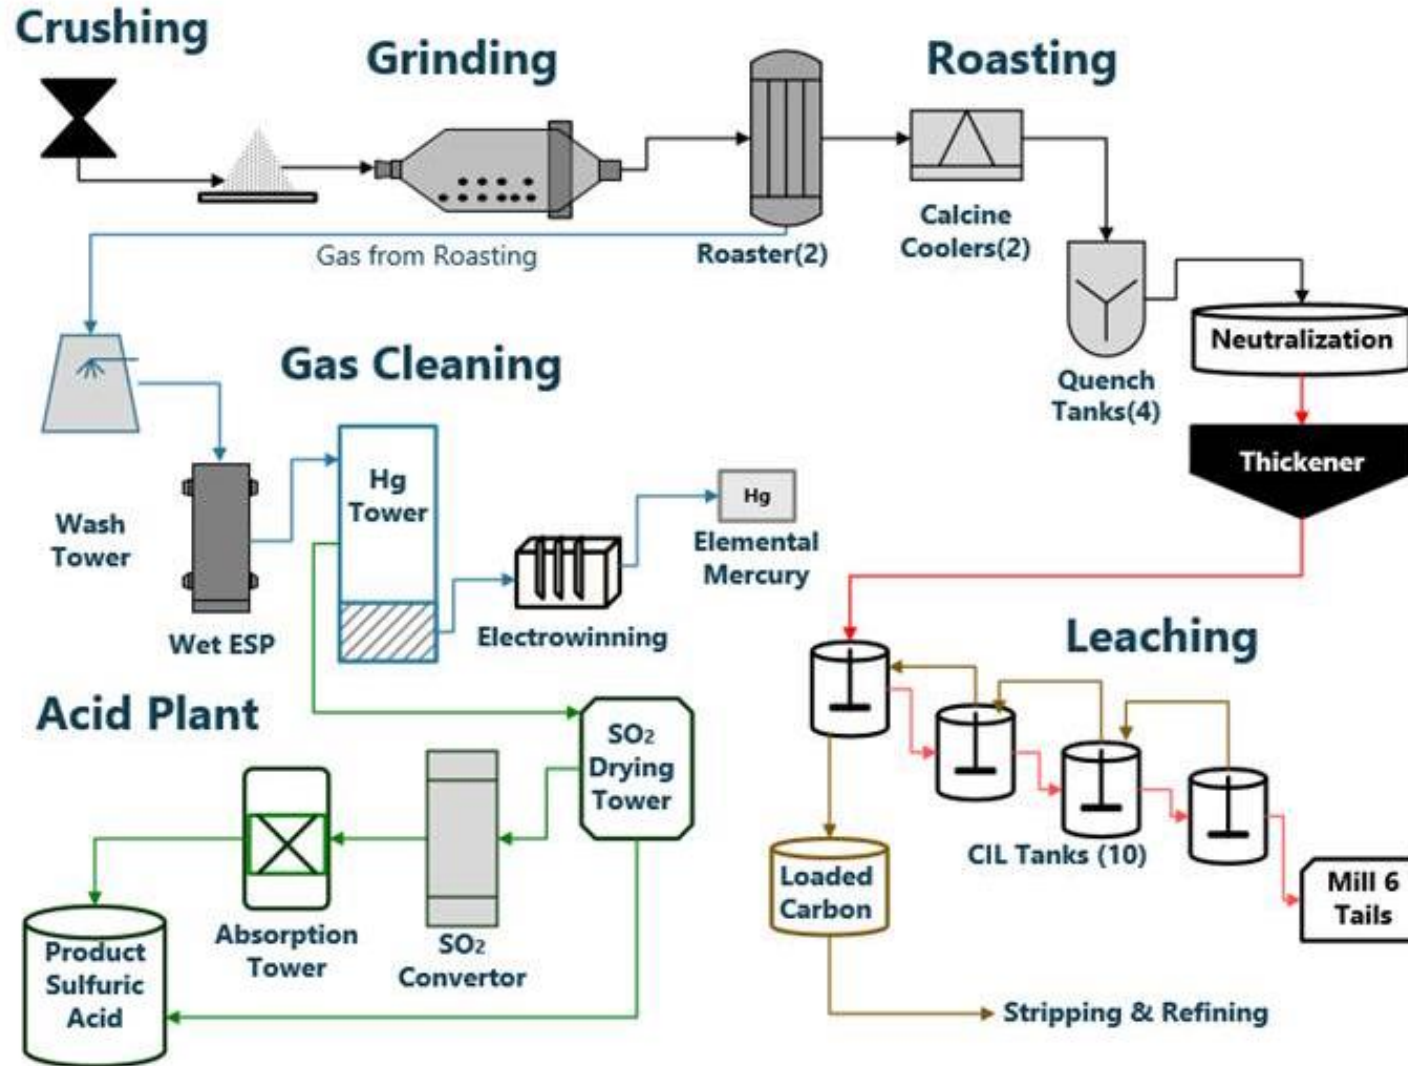 Crushing
Grinding
Roasting
Calcine
Coolers(2)
Roaster(2)
Gas from Roasting
Neutralization
Quench
Tanks(4)
Thickener
Gas Cleaning
Hg
Tower
Hg
Elemental
Mercury
Wash
Tower
Wet ESP
Electrowinning
Leaching
Acid Plant
SO₂
Drying
Tower
CIL Tanks (10)
Loaded
Carbon
Mill 6
Tails
Absorption
Tower
SO₂
Convertor
Product
Sulfuric
Acid
Stripping & Refining